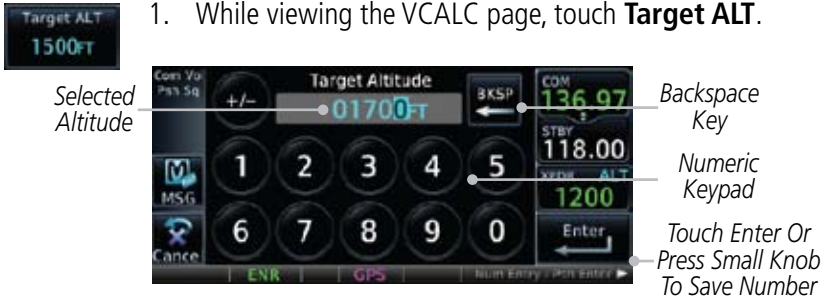 Target ALT
1500FT
1. While viewing the VCALC page, touch Target ALT.
Selected
Altitude
Com Vo
Psn Sq
+/-
Target Altitude
01700FT
BKSP
COM
136.97
STBY
118.00
XPDR ALT
1200
1 2 3 4 5
MSG
6 7 8 9 0
Cance
Enter
ENR GPS Num Entry / Psh Enter
Backspace
Key
Numeric
Keypad
Touch Enter Or
Press Small Knob
To Save Number